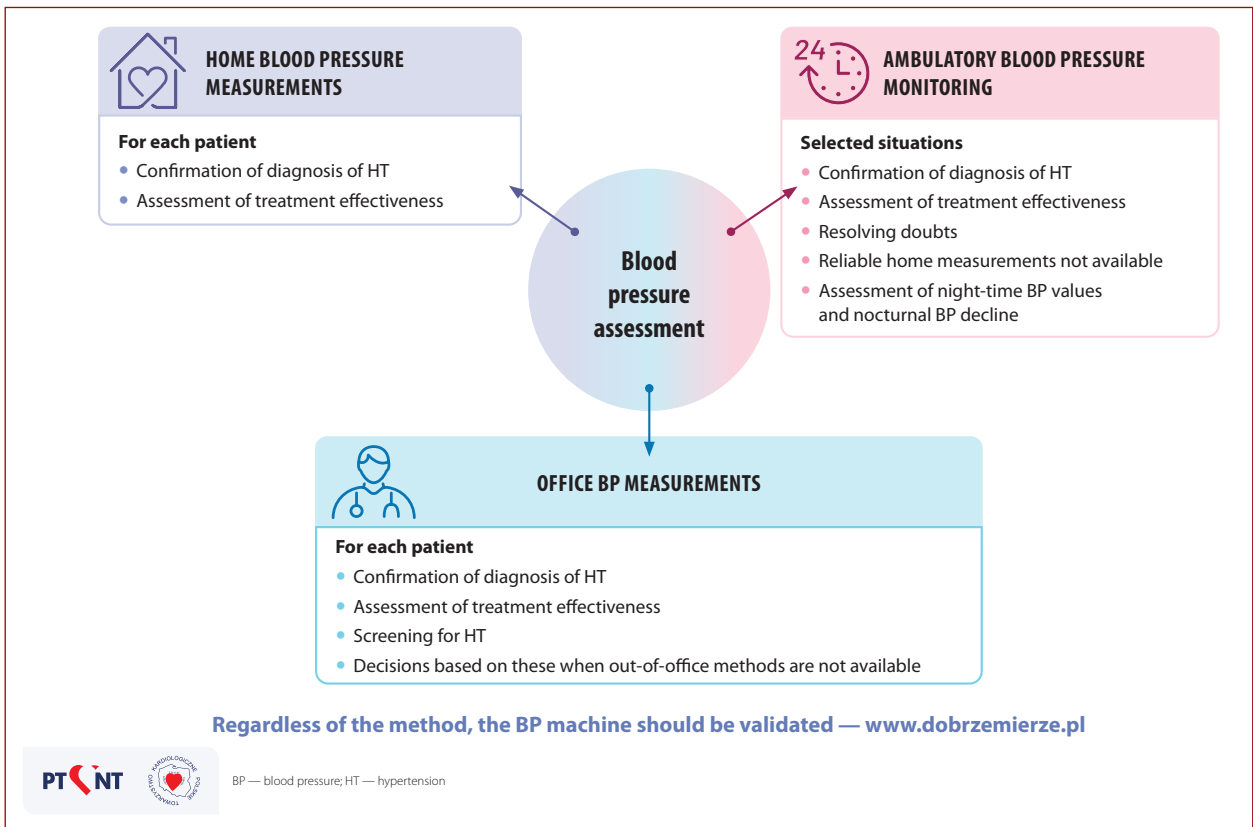 HOME BLOOD PRESSURE
MEASUREMENTS
For each patient
• Confirmation of diagnosis of HT
• Assessment of treatment effectiveness
24
AMBULATORY BLOOD PRESSURE
MONITORING
Selected situations
• Confirmation of diagnosis of HT
• Assessment of treatment effectiveness
• Resolving doubts
• Reliable home measurements not available
• Assessment of night-time BP values
and nocturnal BP decline
Blood
pressure
assessment
OFFICE BP MEASUREMENTS
For each patient
• Confirmation of diagnosis of HT
• Assessment of treatment effectiveness
• Screening for HT
• Decisions based on these when out-of-office methods are not available
Regardless of the method, the BP machine should be validated — www.dobrzemierze.pl
PT NT
POLSKIE TOWARZYSTWO KARDIOLOGICZNE
BP — blood pressure; HT — hypertension